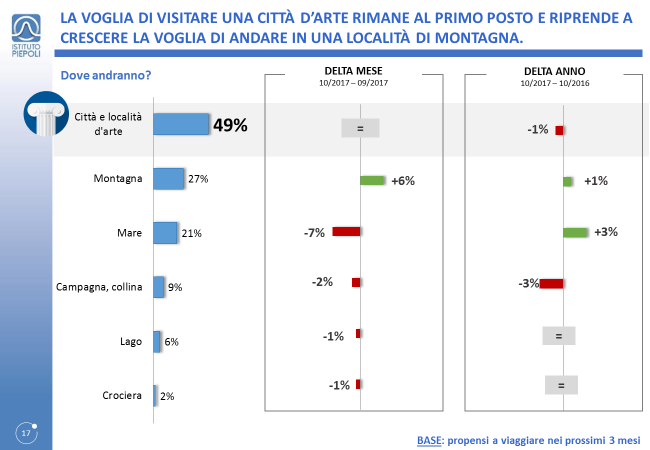 LA VOGLIA DI VISITARE UNA CITTÀ D'ARTE RIMANE AL PRIMO POSTO E RIPRENDE A
CRESCERE LA VOGLIA DI ANDARE IN UNA LOCALITÀ DI MONTAGNA.
ISTITUTO
PIEPOLI
Dove andranno?
DELTA MESE
10/2017 – 09/2017
DELTA ANNO
10/2017 – 10/2016
Città e località
d'arte
49%
=
-1%
Montagna
27%
+6%
+1%
Mare
21%
-7%
+3%
Campagna, collina
9%
-2%
-3%
Lago
6%
-1%
=
Crociera
2%
-1%
=
17
BASE: propensi a viaggiare nei prossimi 3 mesi